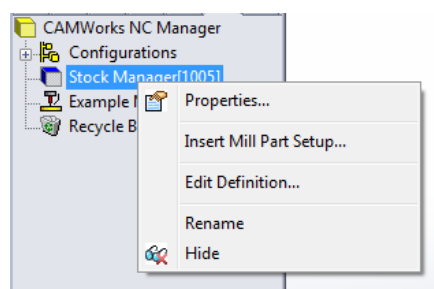 CAMWorks NC Manager
Configurations
Stock Manager[1005]
Example
Recycle B
Properties...
Insert Mill Part Setup...
Edit Definition...
Rename
Hide